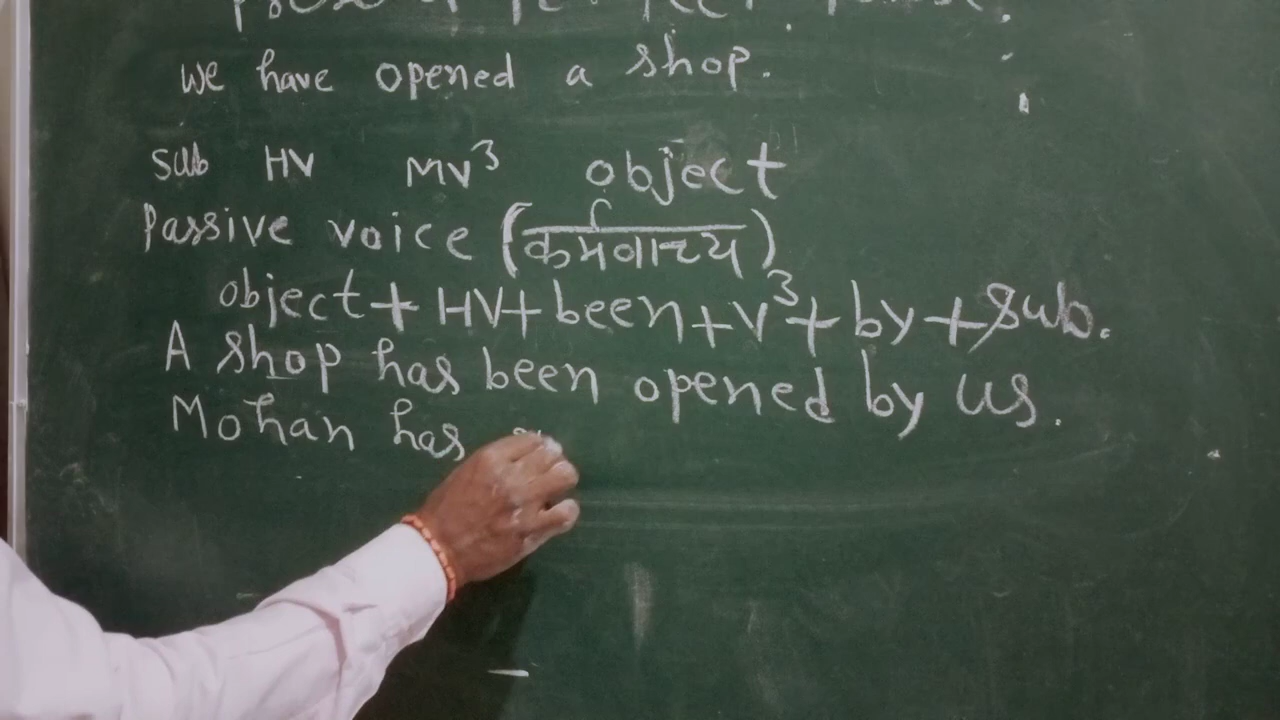 we have opened a shop.
sub HV MV³ object
Passive voice (कर्मवाच्य)
object + HV + been + V³ + by + sub.
A shop has been opened by us.
Mohan has